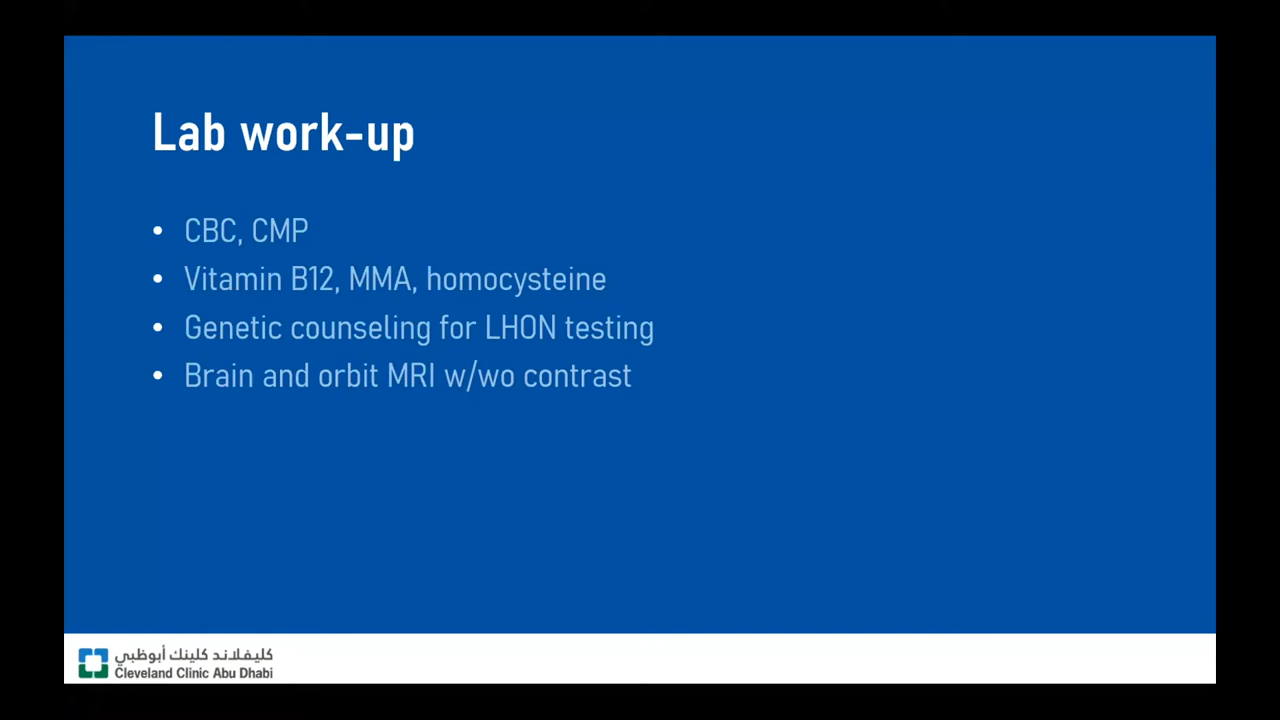 Lab work-up
• CBC, CMP
• Vitamin B12, MMA, homocysteine
• Genetic counseling for LHON testing
• Brain and orbit MRI w/wo contrast
كليفلاند كلينك أبوظبي
Cleveland Clinic Abu Dhabi